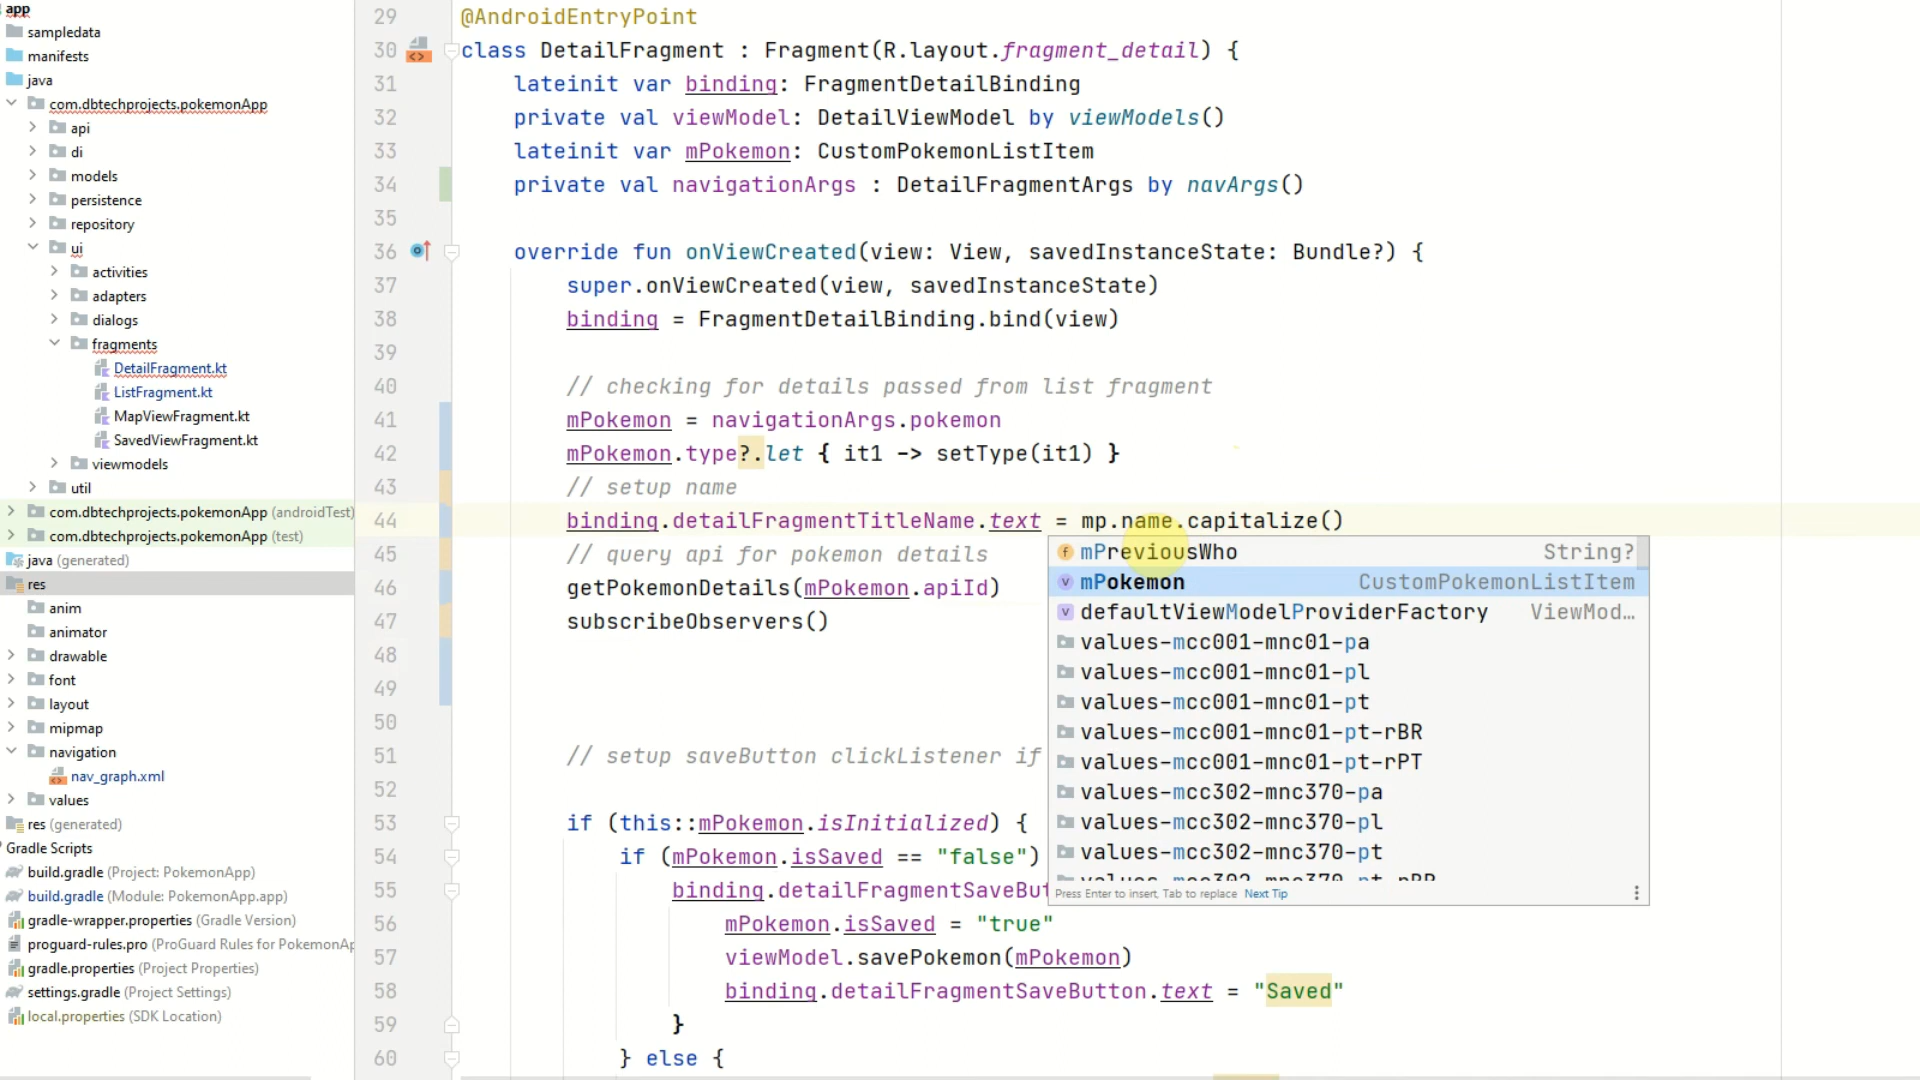 app
sampledata
manifests
java
com.dbtechprojects.pokemonApp
api
di
models
persistence
repository
ui
activities
adapters
dialogs
fragments
DetailFragment.kt
ListFragment.kt
MapViewFragment.kt
SavedViewFragment.kt
viewmodels
util
com.dbtechprojects.pokemonApp (androidTest)
com.dbtechprojects.pokemonApp (test)
java (generated)
res
anim
animator
drawable
font
layout
mipmap
navigation
nav_graph.xml
values
res (generated)
Gradle Scripts
build.gradle (Project: PokemonApp)
build.gradle (Module: PokemonApp.app)
gradle-wrapper.properties (Gradle Version)
proguard-rules.pro (ProGuard Rules for PokemonAp
gradle.properties (Project Properties)
settings.gradle (Project Settings)
local.properties (SDK Location)
29 @AndroidEntryPoint
30 class DetailFragment : Fragment(R.layout.fragment_detail) {
31 lateinit var binding: FragmentDetailBinding
32 private val viewModel: DetailViewModel by viewModels()
33 lateinit var mPokemon: CustomPokemonListItem
34 private val navigationArgs : DetailFragmentArgs by navArgs()
35
36 override fun onViewCreated(view: View, savedInstanceState: Bundle?) {
37 super.onViewCreated(view, savedInstanceState)
38 binding = FragmentDetailBinding.bind(view)
39
40 // checking for details passed from list fragment
41 mPokemon = navigationArgs.pokemon
42 mPokemon.type?.let { it1 -> setType(it1) }
43 // setup name
44 binding.detailFragmentTitleName.text = mp.name.capitalize()
45 // query api for pokemon details
46 getPokemonDetails(mPokemon.apiId)
47 subscribeObservers()
48
49
50
51 // setup saveButton clickListener if
52
53 if (this::mPokemon.isInitialized) {
54 if (mPokemon.isSaved == "false")
55 binding.detailFragmentSaveBut
56 mPokemon.isSaved = "true"
57 viewModel.savePokemon(mPokemon)
58 binding.detailFragmentSaveButton.text = "Saved"
59 }
60 } else {
mPreviousWho String?
mPokemon CustomPokemonListItem
defaultViewModelProviderFactory ViewMod…
values-mcc001-mnc01-pa
values-mcc001-mnc01-pl
values-mcc001-mnc01-pt
values-mcc001-mnc01-pt-rBR
values-mcc001-mnc01-pt-rPT
values-mcc302-mnc370-pa
values-mcc302-mnc370-pl
values-mcc302-mnc370-pt
values-mcc302-mnc370-pt-rBR
Press Enter to insert, Tab to replace Next Tip